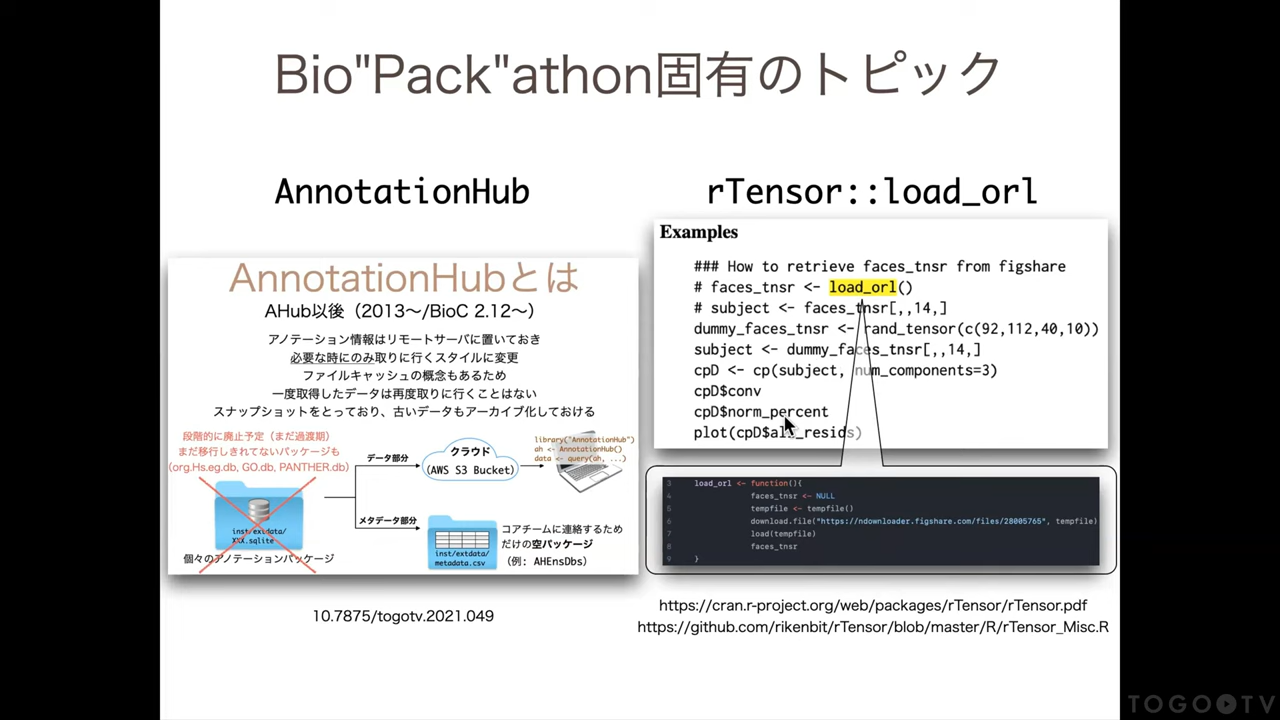 Bio"Pack"athon固有のトピック
AnnotationHub
AnnotationHubとは
AHub以後（2013〜/BioC 2.12〜）
アノテーション情報はリモートサーバに置いておき
必要な時にのみ取りに行くスタイルに変更
ファイルキャッシュの概念もあるため
一度取得したデータは再度取りに行くことはない
スナップショットをとっており、古いデータもアーカイブ化しておける
段階的に廃止予定（まだ過渡期）
まだ移行しきれてないパッケージも
(org.Hs.eg.db, GO.db, PANTHER.db)
inst/extdata/
XXX.sqlite
個々のアノテーションパッケージ
データ部分
クラウド
(AWS S3 Bucket)
library("AnnotationHub")
ah <- AnnotationHub()
data <- query(ah, ...)
メタデータ部分
inst/extdata/
metadata.csv
コアチームに連絡するため
だけの空パッケージ
（例: AHEnsDbs）
10.7875/togotv.2021.049
rTensor::load_orl
Examples
### How to retrieve faces_tnsr from figshare
# faces_tnsr <- load_orl()
# subject <- faces_tnsr[,,14,]
dummy_faces_tnsr <- rand_tensor(c(92,112,40,10))
subject <- dummy_faces_tnsr[,,14,]
cpD <- cp(subject, num_components=3)
cpD$conv
cpD$norm_percent
plot(cpD$all_resids)
3 load_orl <- function(){
4 faces_tnsr <- NULL
5 tempfile <- tempfile()
6 download.file("https://ndownloader.figshare.com/files/28005765", tempfile)
7 load(tempfile)
8 faces_tnsr
9 }
https://cran.r-project.org/web/packages/rTensor/rTensor.pdf
https://github.com/rikenbit/rTensor/blob/master/R/rTensor_Misc.R
TOGOTV